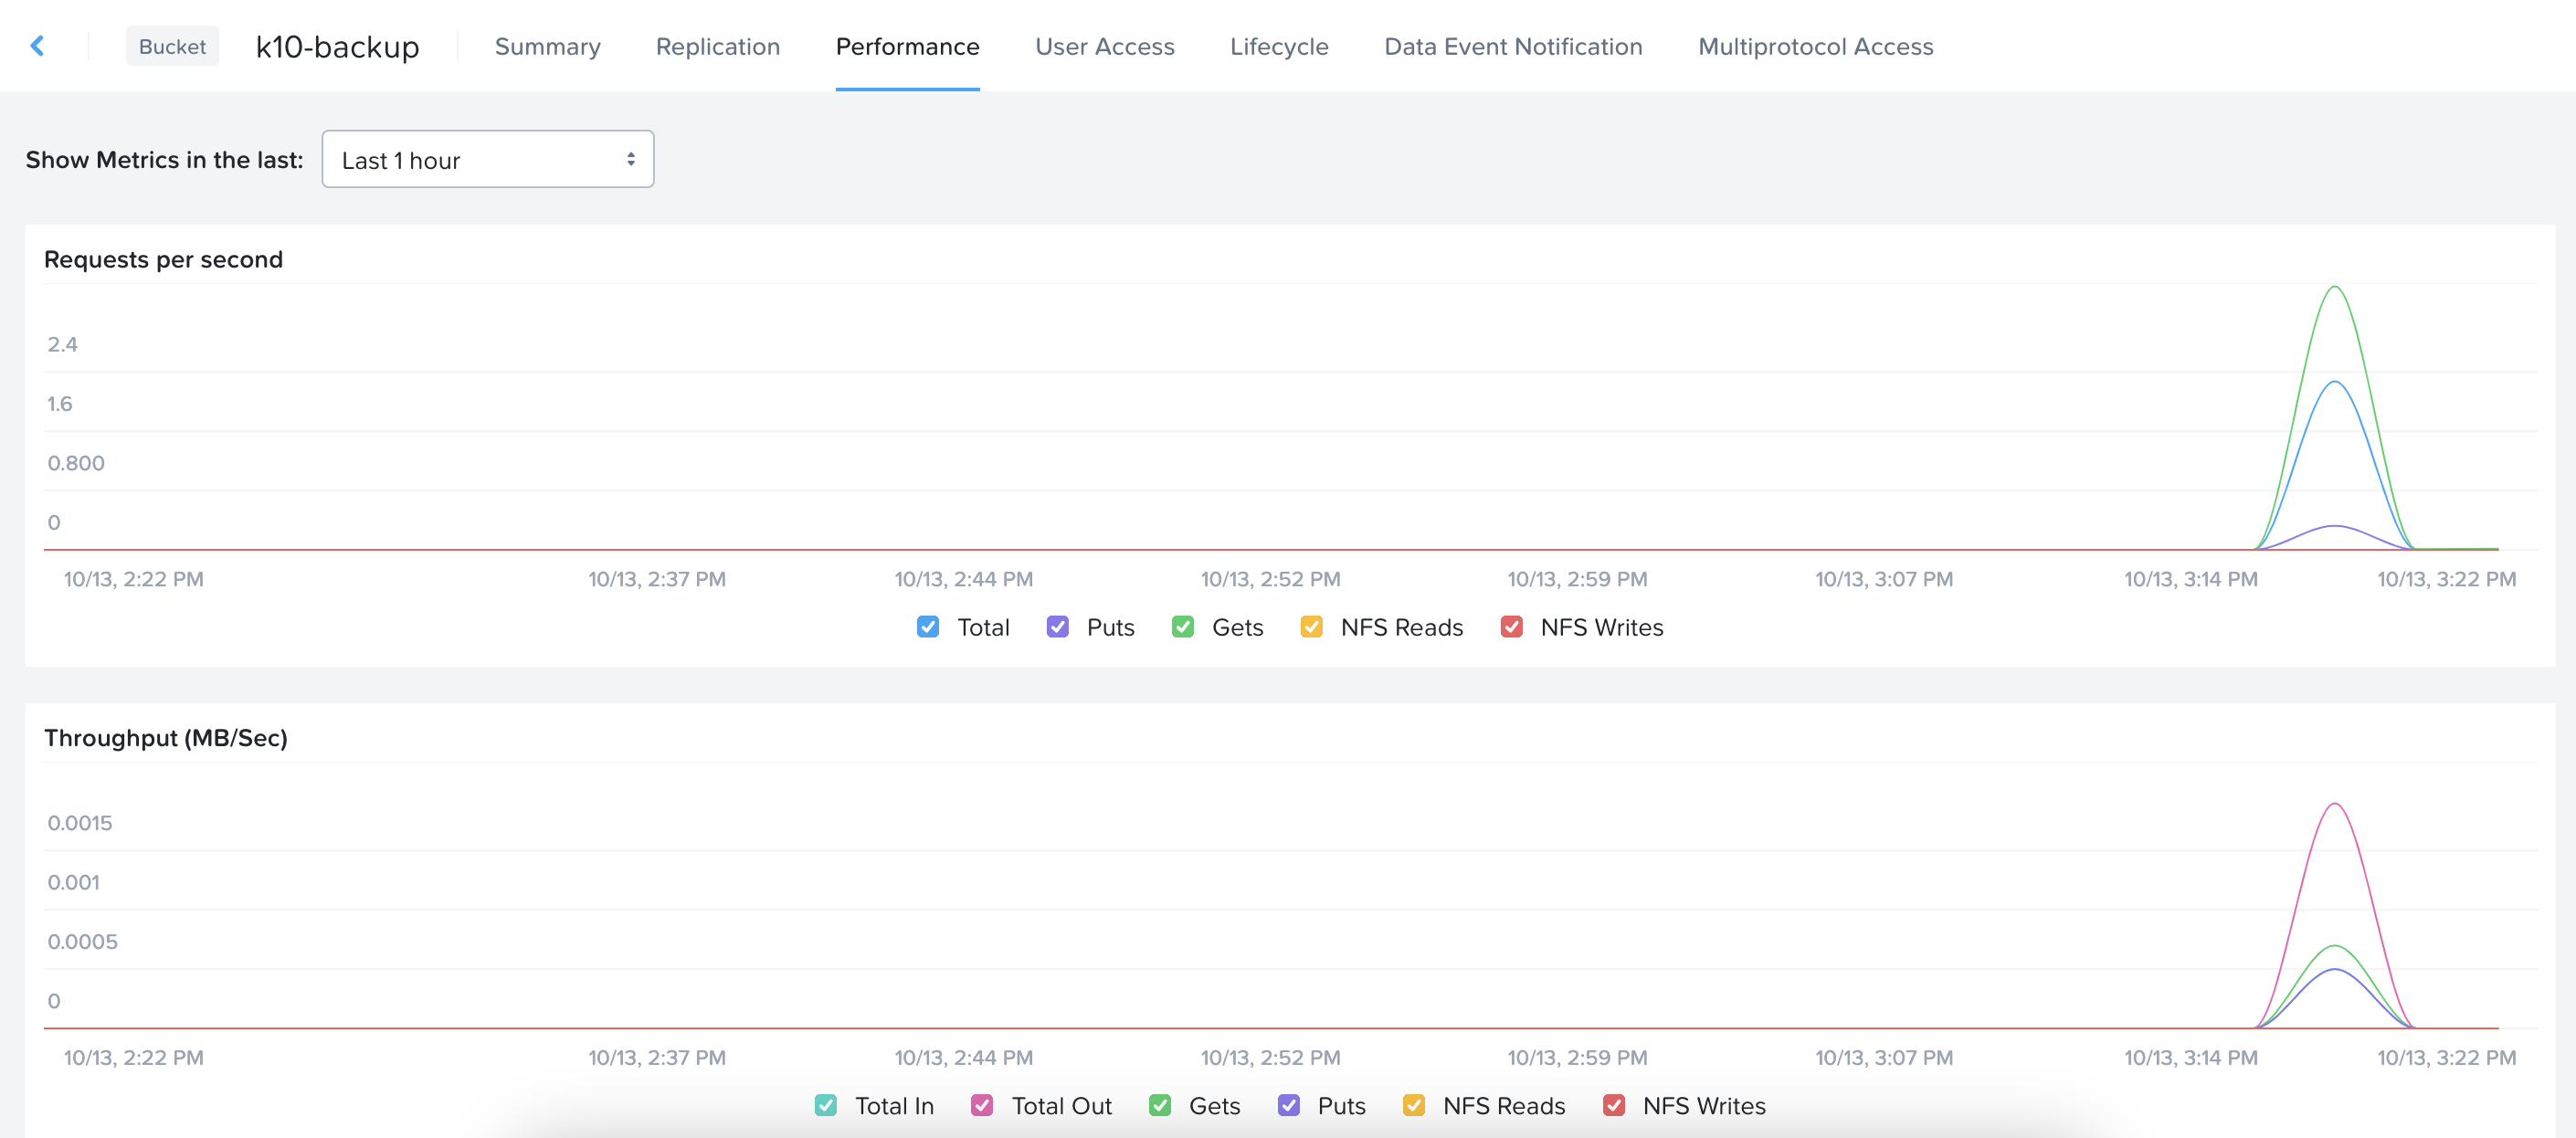 Bucket k10-backup Summary Replication Performance User Access Lifecycle Data Event Notification Multiprotocol Access
Show Metrics in the last: Last 1 hour
Requests per second
2.4
1.6
0.800
0
10/13, 2:22 PM 10/13, 2:37 PM 10/13, 2:44 PM 10/13, 2:52 PM 10/13, 2:59 PM 10/13, 3:07 PM 10/13, 3:14 PM 10/13, 3:22 PM
Total Puts Gets NFS Reads NFS Writes
Throughput (MB/Sec)
0.0015
0.001
0.0005
0
10/13, 2:22 PM 10/13, 2:37 PM 10/13, 2:44 PM 10/13, 2:52 PM 10/13, 2:59 PM 10/13, 3:07 PM 10/13, 3:14 PM 10/13, 3:22 PM
Total In Total Out Gets Puts NFS Reads NFS Writes